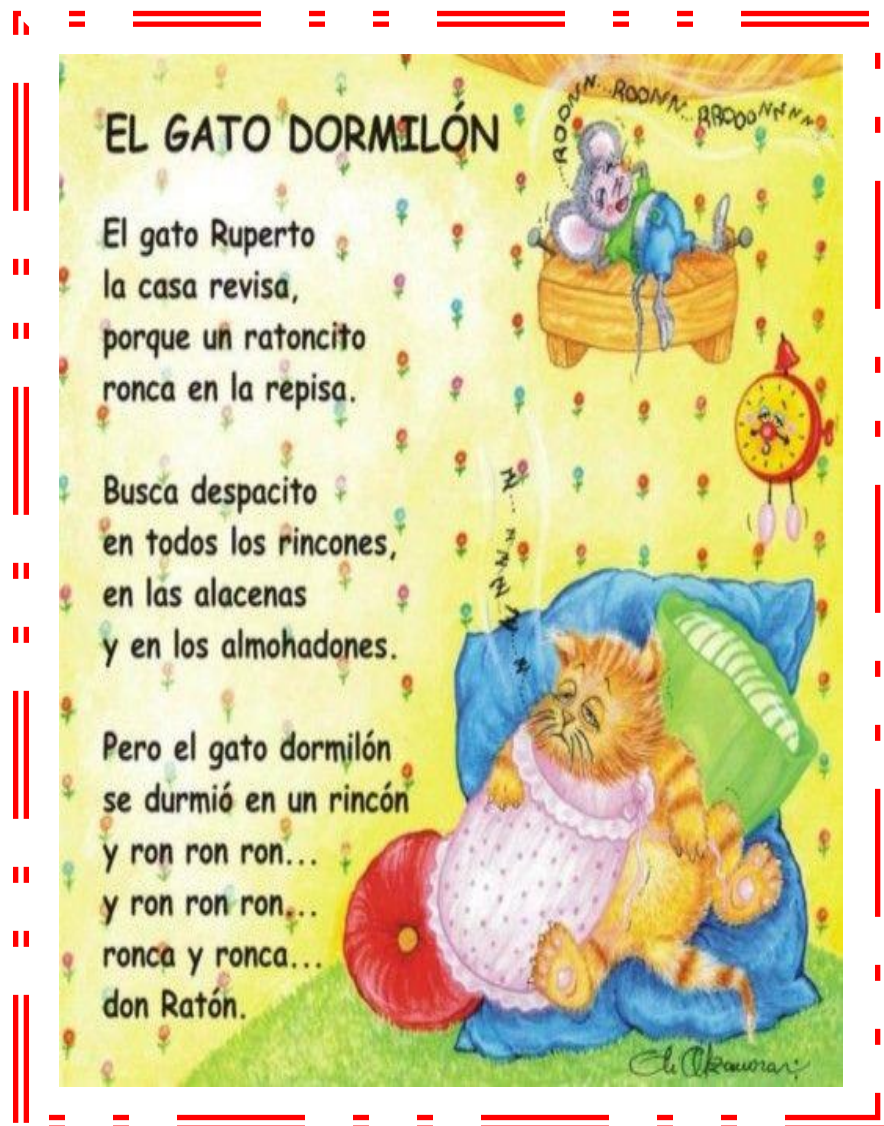 EL GATO DORMILÓN
ROONN...ROONN...RROOONNNN...
El gato Ruperto
la casa revisa,
porque un ratoncito
ronca en la repisa.
Busca despacito
en todos los rincones,
en las alacenas
y en los almohadones.
Pero el gato dormilón
se durmió en un rincón
y ron ron ron...
y ron ron ron...
ronca y ronca...
don Ratón.